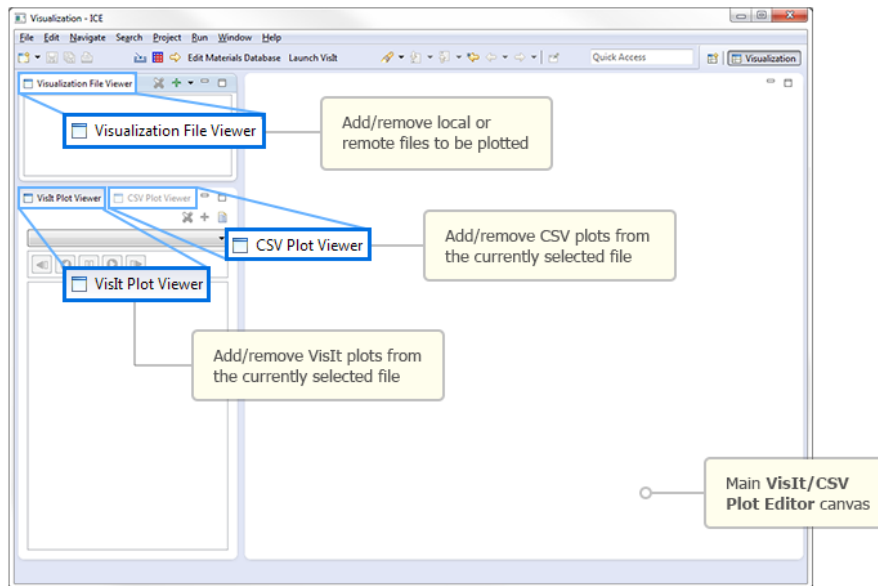 Visualization - ICE
File Edit Navigate Search Project Run Window Help
Edit Materials Database Launch VisIt
Quick Access
Visualization
Visualization File Viewer
Visualization File Viewer
Add/remove local or
remote files to be plotted
VisIt Plot Viewer
CSV Plot Viewer
CSV Plot Viewer
Add/remove CSV plots from
the currently selected file
VisIt Plot Viewer
Add/remove VisIt plots from
the currently selected file
Main VisIt/CSV
Plot Editor canvas